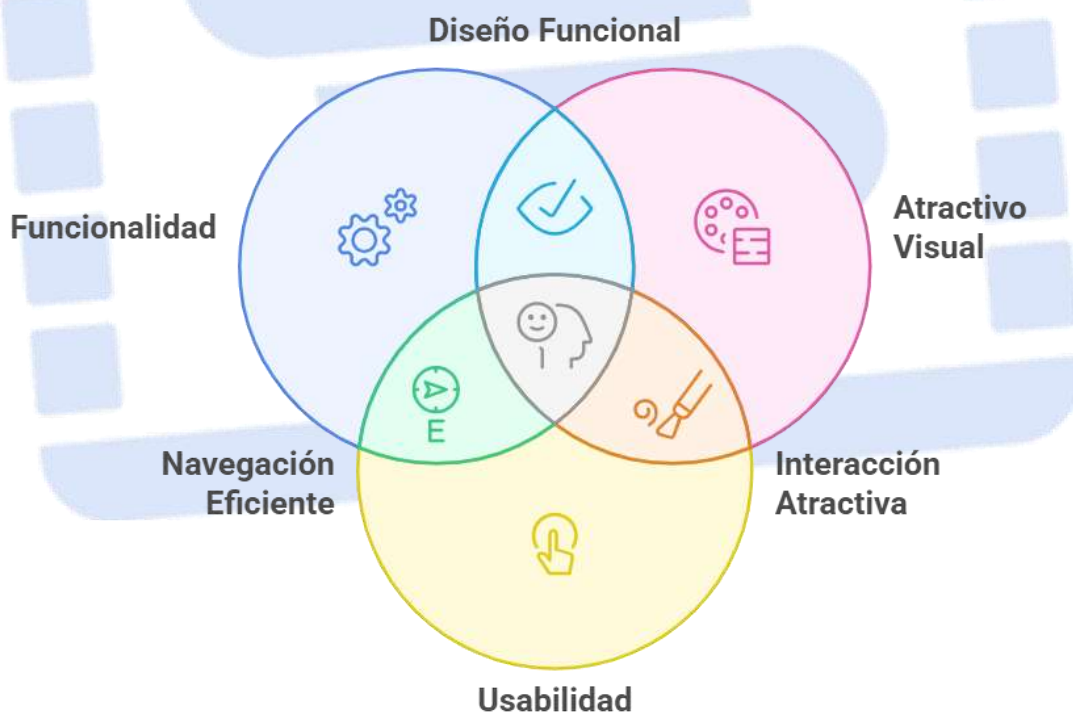 Diseño Funcional
Funcionalidad
Atractivo
Visual
E
Navegación
Eficiente
Interacción
Atractiva
Usabilidad